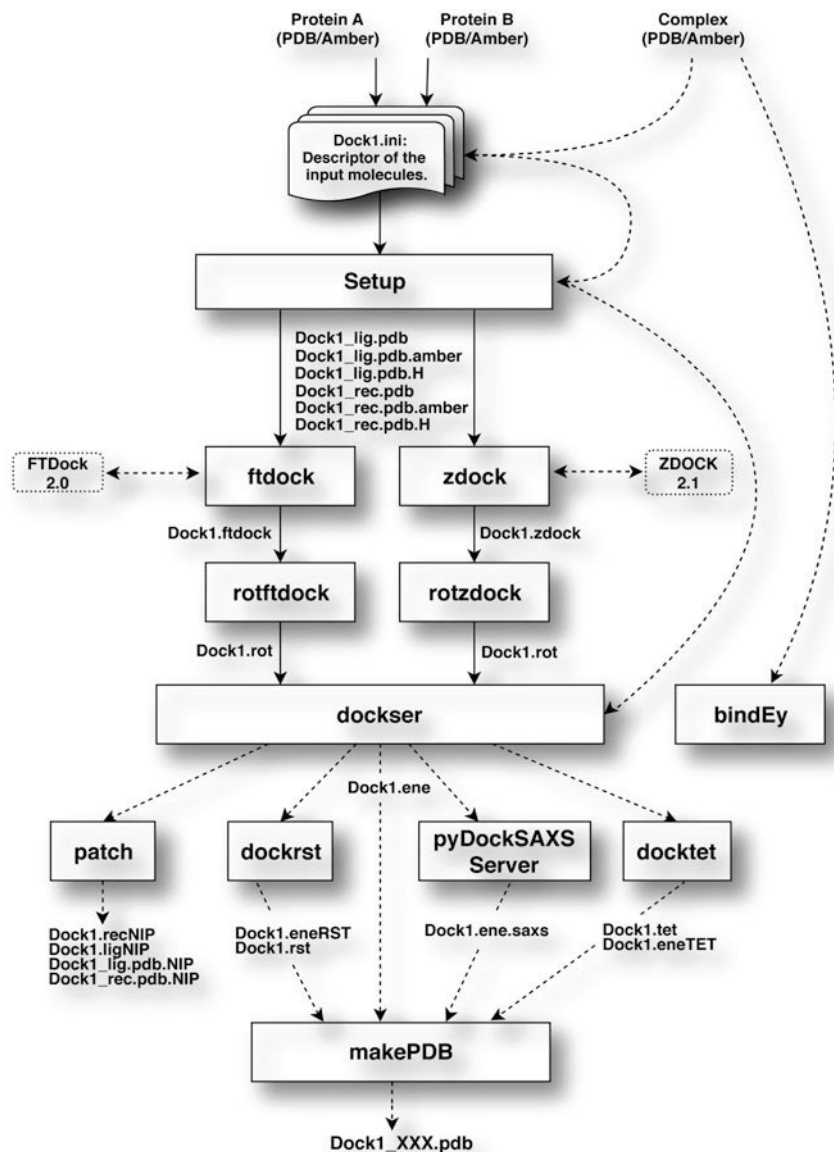 Protein A
(PDB/Amber)
Protein B
(PDB/Amber)
Complex
(PDB/Amber)
Dock1.ini:
Descriptor of the
input molecules.
Setup
Dock1_lig.pdb
Dock1_lig.pdb.amber
Dock1_lig.pdb.H
Dock1_rec.pdb
Dock1_rec.pdb.amber
Dock1_rec.pdb.H
FTDock
2.0
ftdock
zdock
ZDOCK
2.1
Dock1.ftdock
Dock1.zdock
rotftdock
rotzdock
Dock1.rot
Dock1.rot
dockser
bindEy
Dock1.ene
patch
dockrst
pyDockSAXS
Server
docktet
Dock1.recNIP
Dock1.ligNIP
Dock1_lig.pdb.NIP
Dock1_rec.pdb.NIP
Dock1.eneRST
Dock1.rst
Dock1.ene.saxs
Dock1.tet
Dock1.eneTET
makePDB
Dock1_XXX.pdb